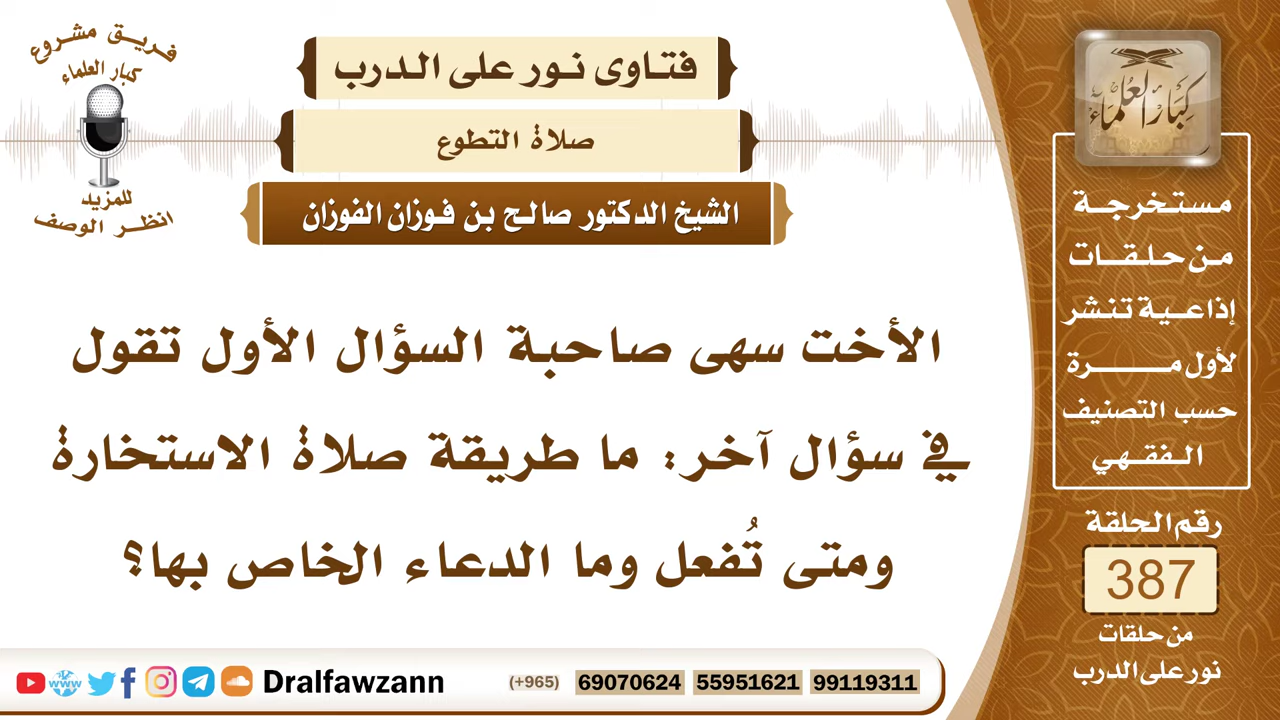 فريق مشروع
كبار العلماء
للمزيد
انظر الوصف
فتاوى نور على الدرب
صلاة التطوع
الشيخ الدكتور صالح بن فوزان الفوزان
الأخت سهى صاحبة السؤال الأول تقول
في سؤال آخر: ما طريقة صلاة الاستخارة
ومتى تُفعل وما الدعاء الخاص بها؟
كبار العلماء
مستخرجة
من حلقات
إذاعية تنشر
لأول مرة
حسب التصنيف
الفقهي
رقم الحلقة
387
من حلقات
نور على الدرب
www
Dralfawzann
(+965) 69070624 55951621 99119311